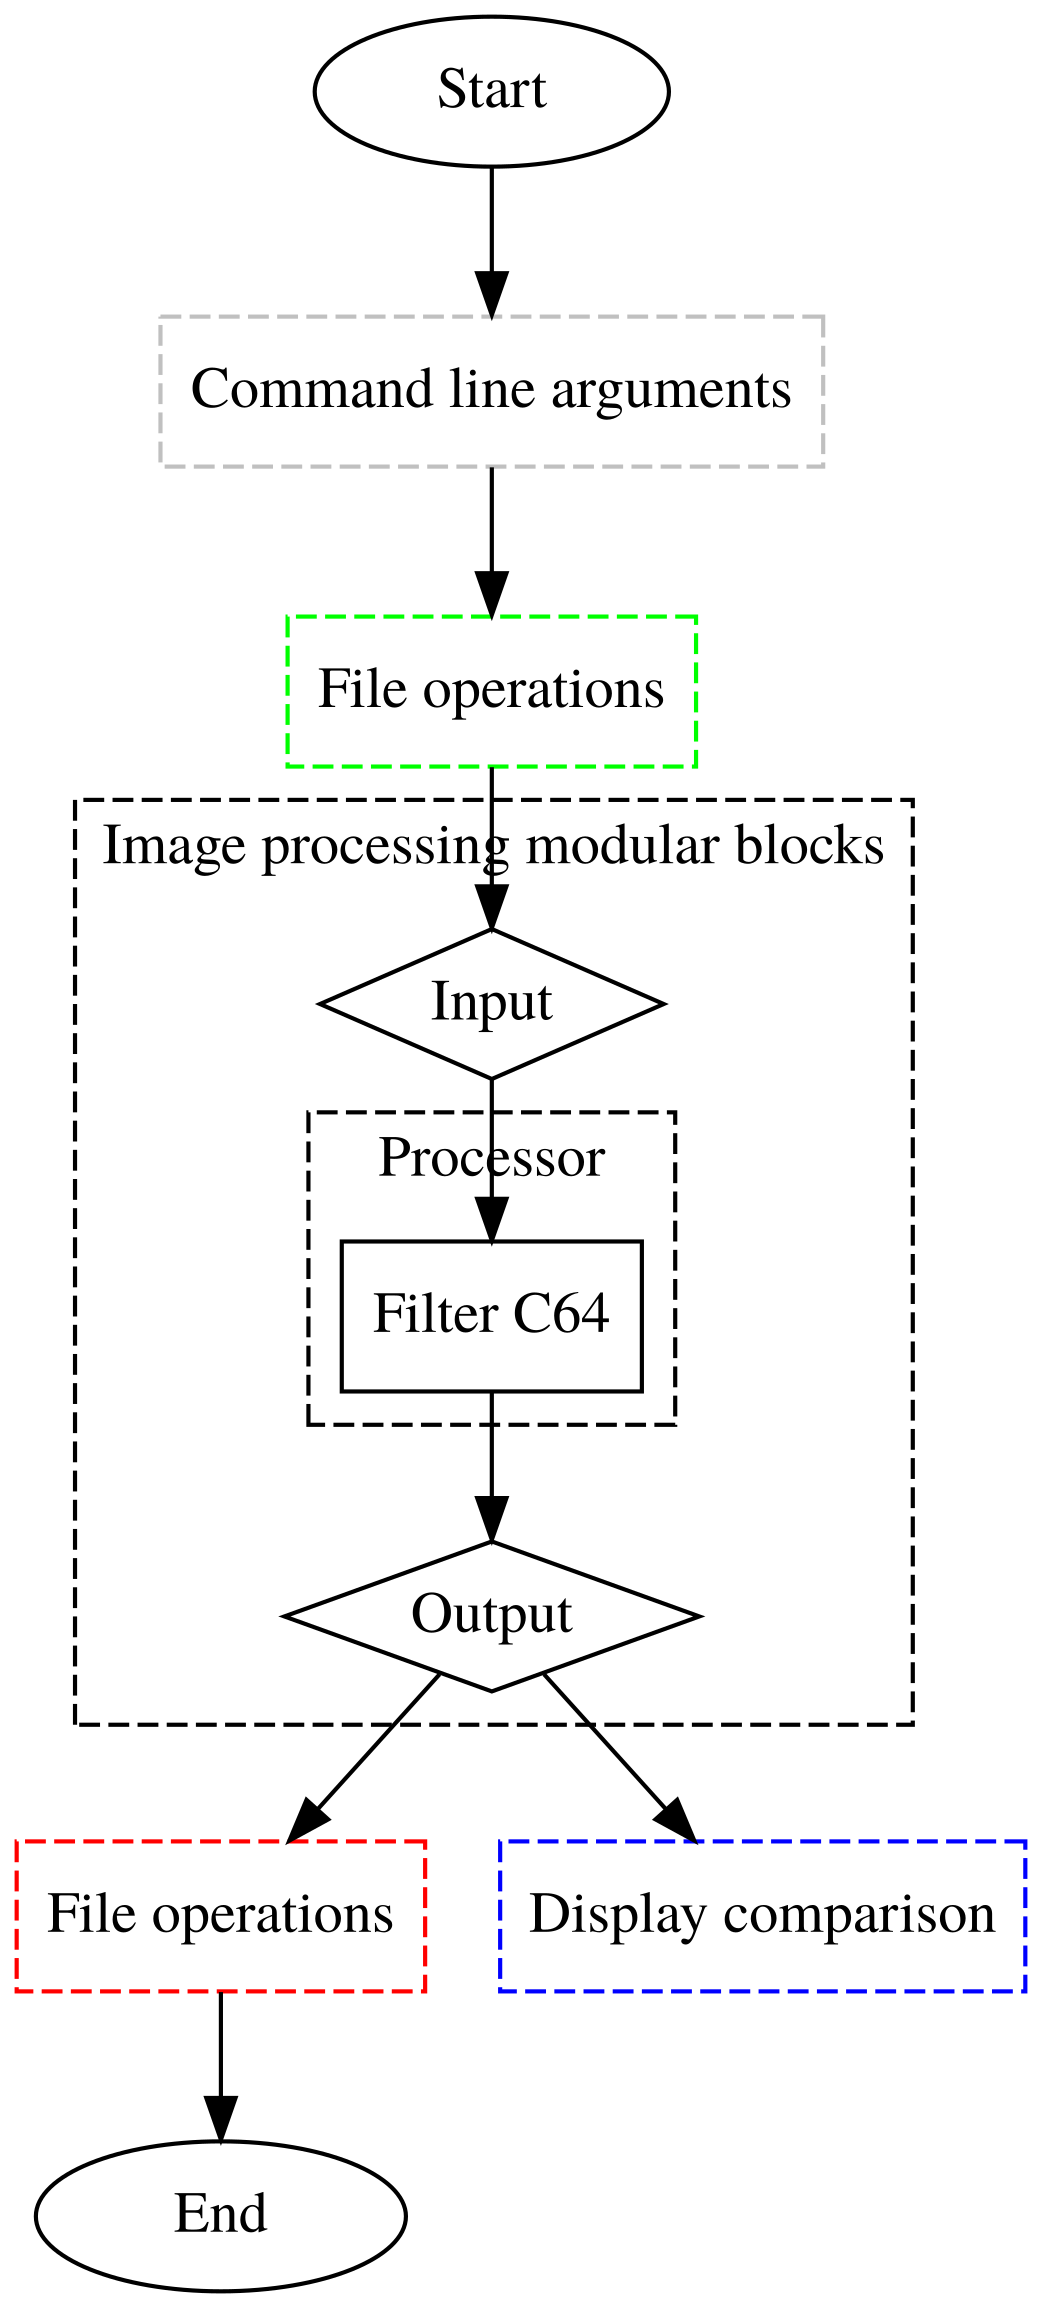 Start
Command line arguments
File operations
Image processing modular blocks
Input
Processor
Filter C64
Output
File operations
Display comparison
End